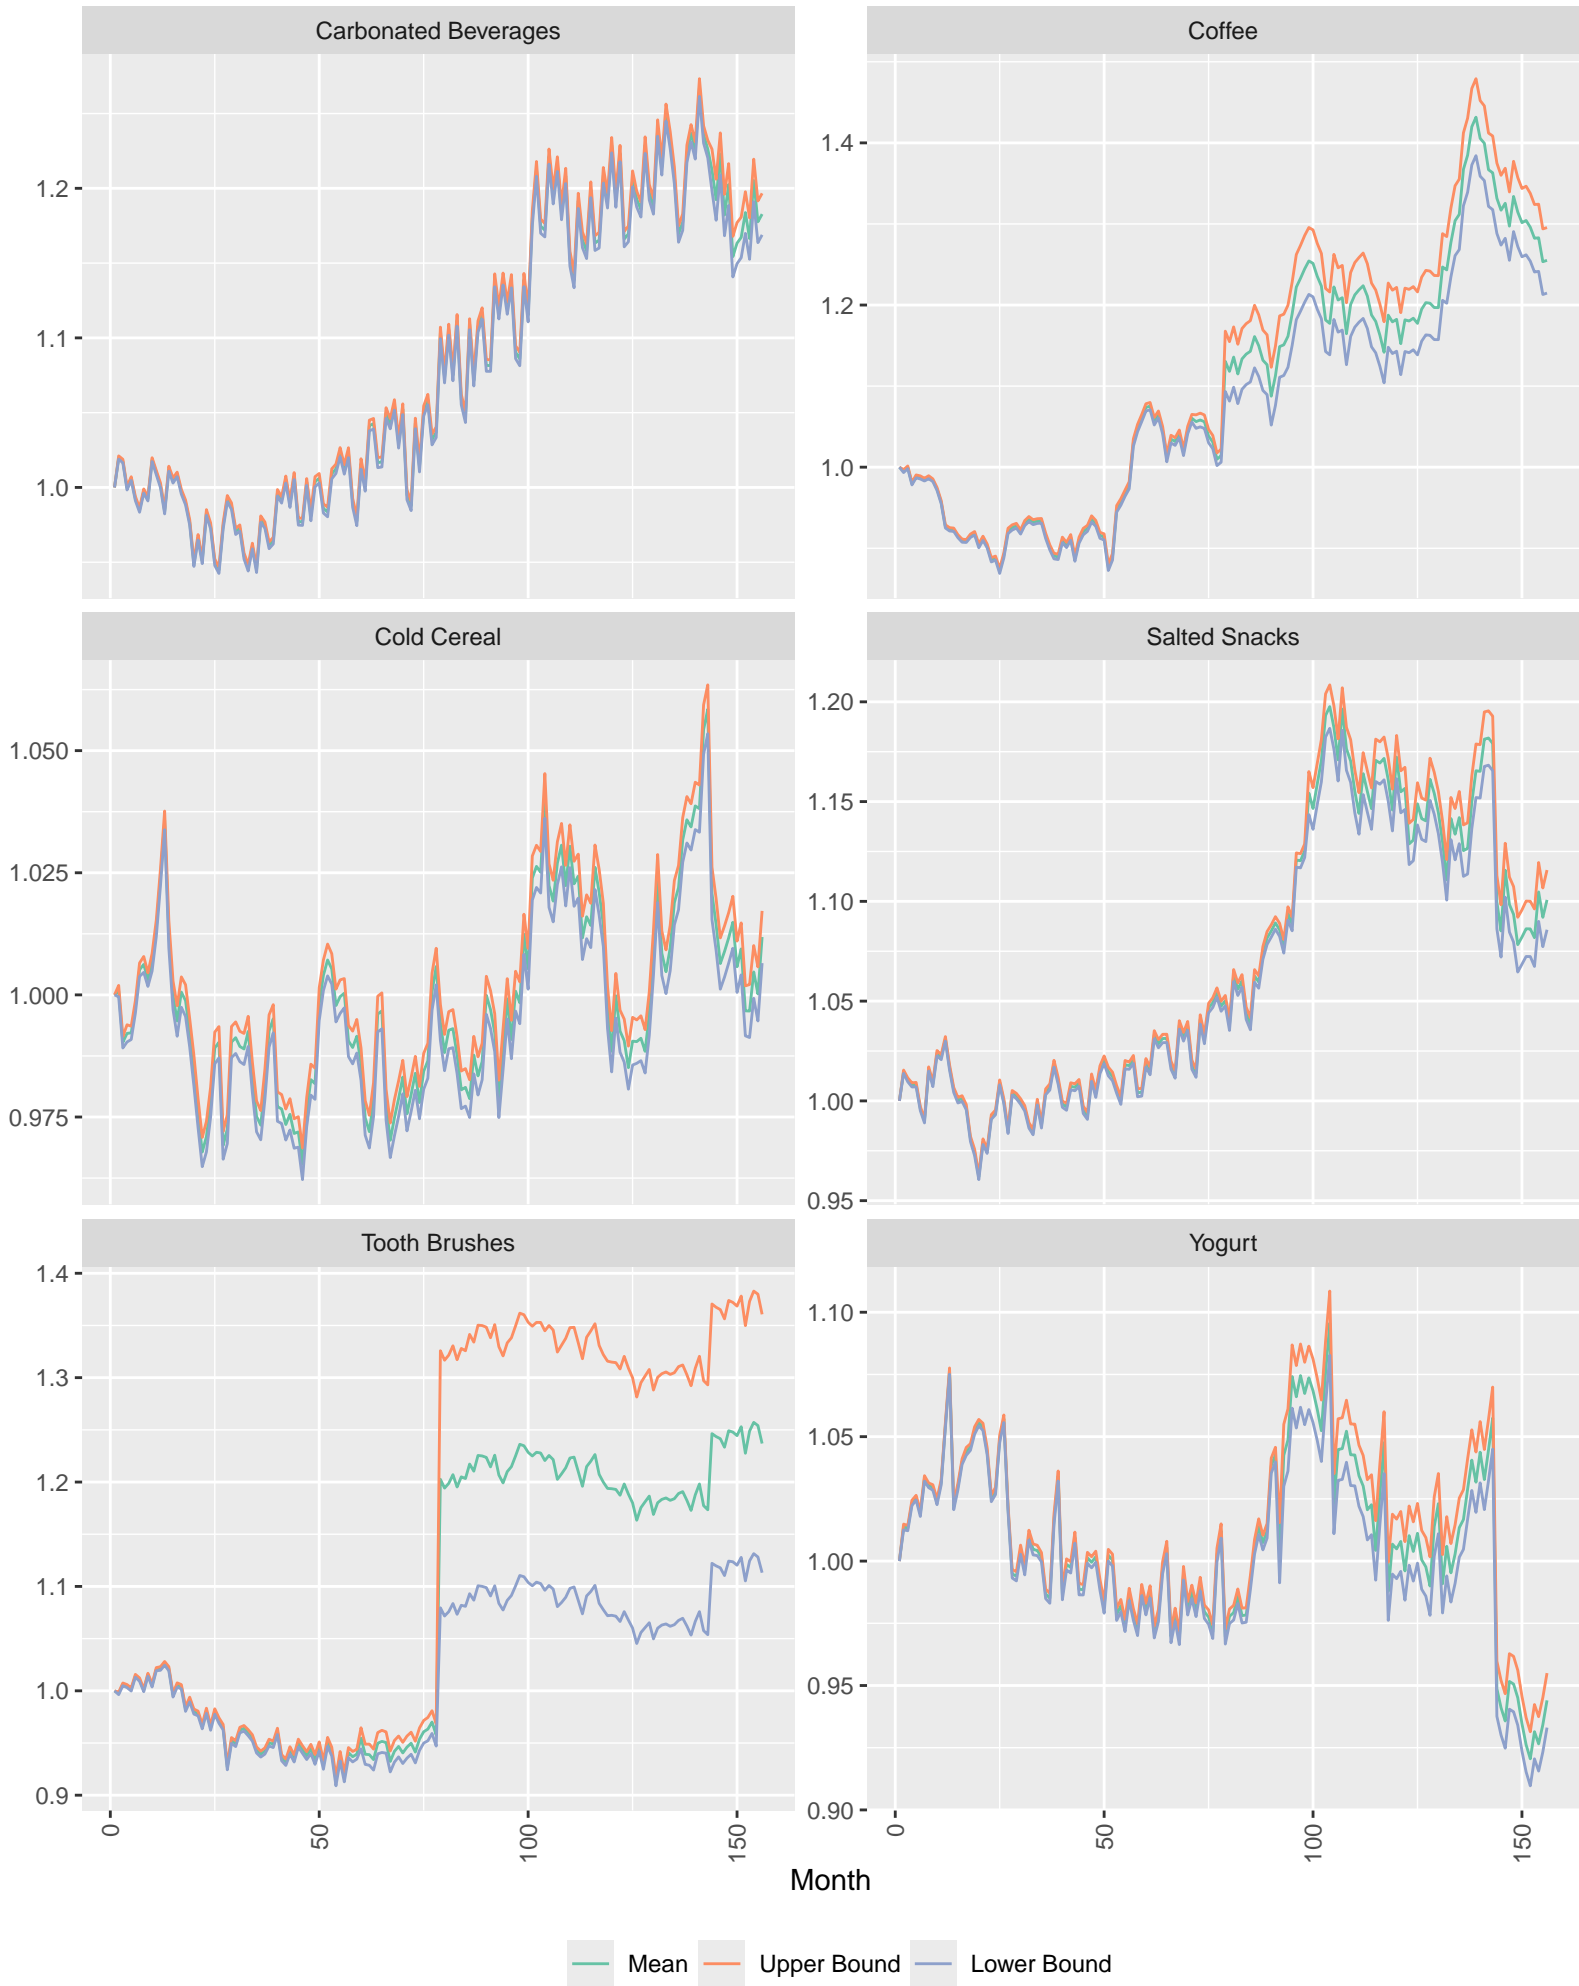 Carbonated Beverages
Coffee
1.2
1.1
1.0
1.4
1.2
1.0
Cold Cereal
Salted Snacks
1.050
1.025
1.000
0.975
1.20
1.15
1.10
1.05
1.00
0.95
Tooth Brushes
Yogurt
1.4
1.3
1.2
1.1
1.0
0.9
1.10
1.05
1.00
0.95
0.90
0 50 100 150
0 50 100 150
Month
Mean Upper Bound Lower Bound